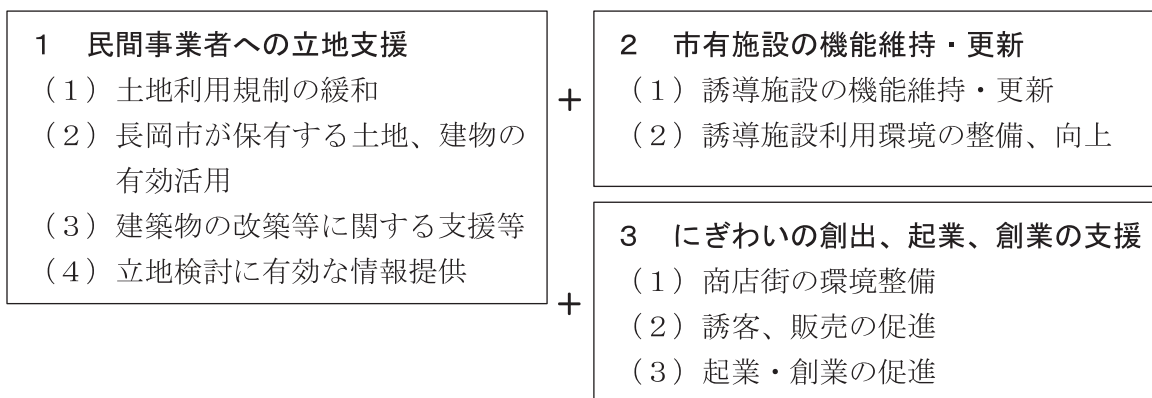 1　民間事業者への立地支援
（１）土地利用規制の緩和
（２）長岡市が保有する土地、建物の
有効活用
（３）建築物の改築等に関する支援等
（４）立地検討に有効な情報提供
+
2　市有施設の機能維持・更新
（１）誘導施設の機能維持・更新
（２）誘導施設利用環境の整備、向上
+
3　にぎわいの創出、起業、創業の支援
（１）商店街の環境整備
（２）誘客、販売の促進
（３）起業・創業の促進